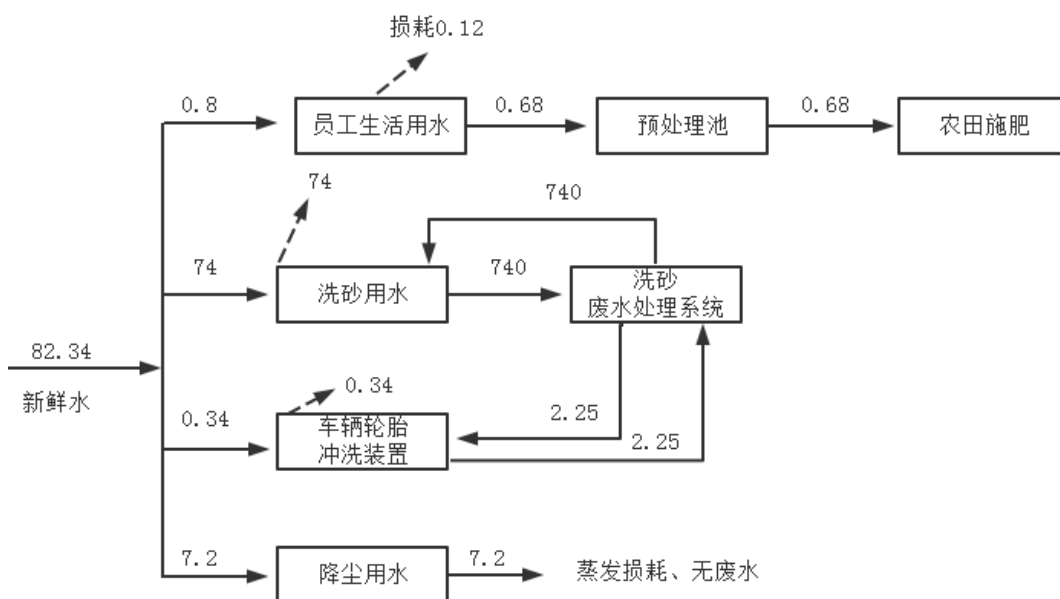 损耗0.12
0.8
员工生活用水
0.68
预处理池
0.68
农田施肥
74
740
74
洗砂用水
740
洗砂
废水处理系统
82.34
新鲜水
0.34
0.34
车辆轮胎
冲洗装置
2.25
2.25
7.2
降尘用水
7.2
蒸发损耗、无废水